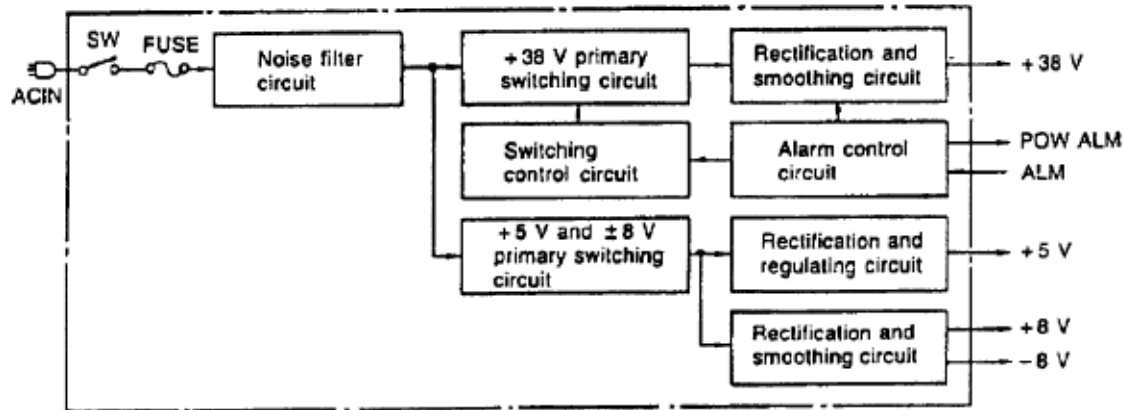 SW
FUSE
ACIN
Noise filter
circuit
+38 V primary
switching circuit
Rectification and
smoothing circuit
+38 V
Switching
control circuit
Alarm control
circuit
POW ALM
ALM
+5 V and ±8 V
primary switching
circuit
Rectification and
regulating circuit
+5 V
Rectification and
smoothing circuit
+8 V
−8 V